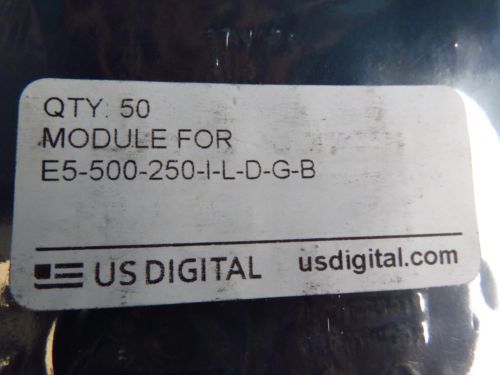 QTY. 50
MODULE FOR
E5-500-250-I-L-D-G-B
US DIGITAL usdigital.com